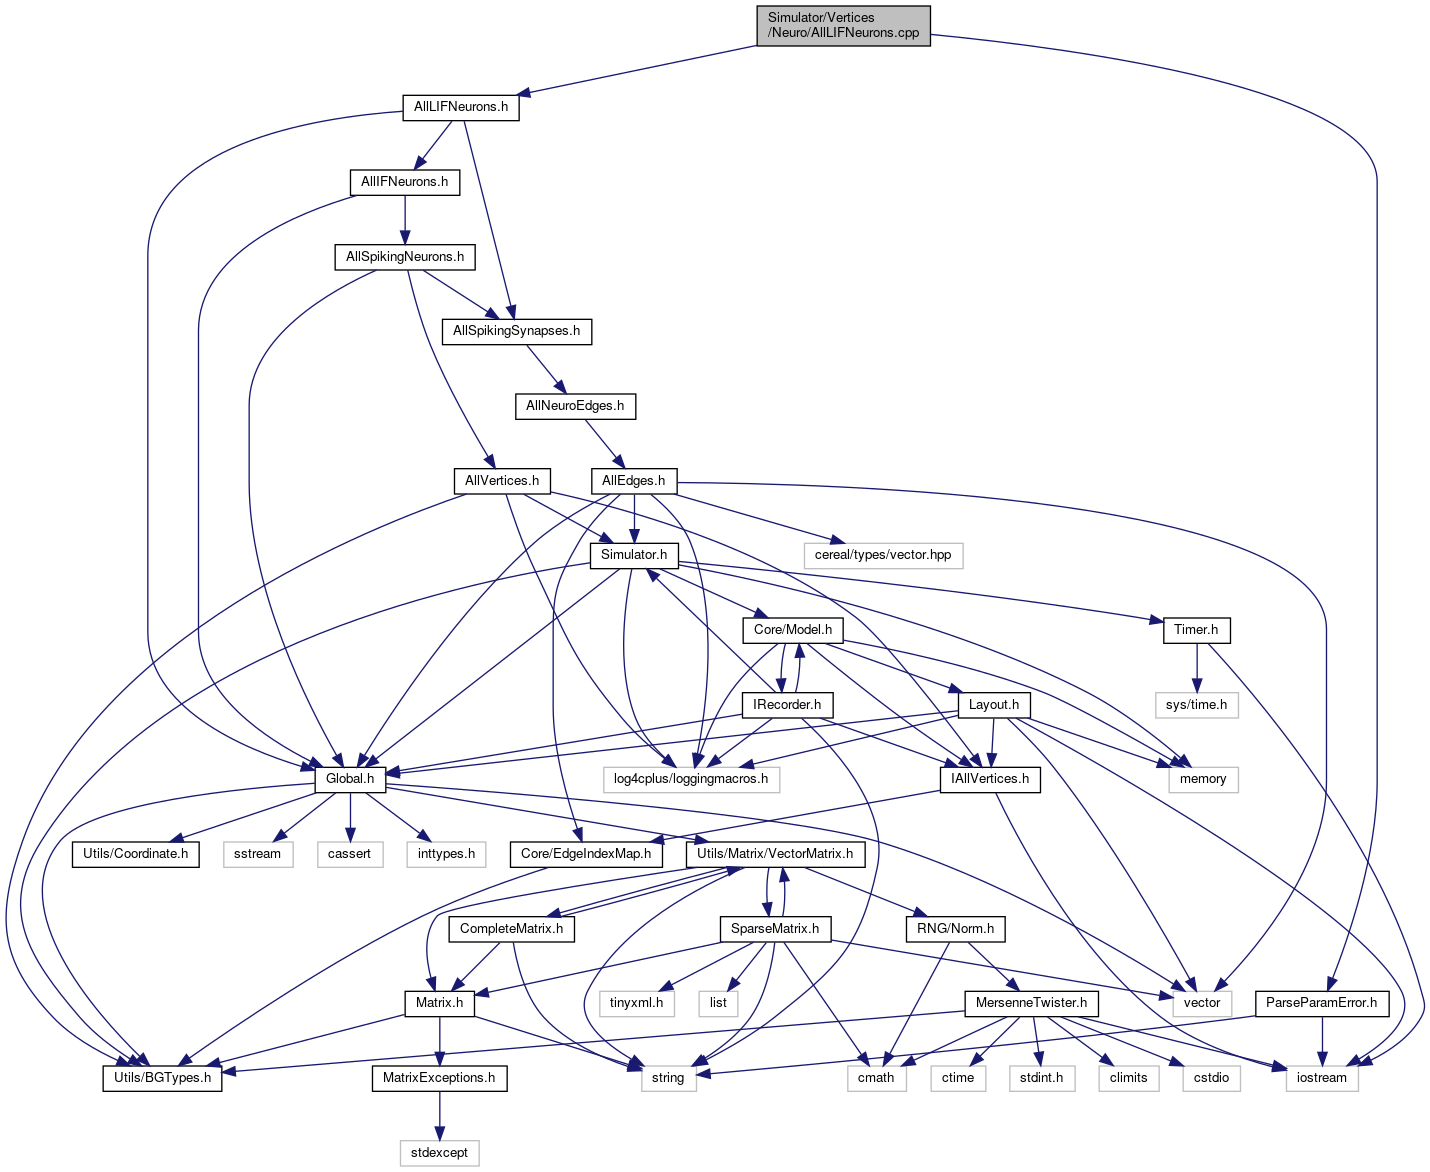 Simulator/Vertices
/Neuro/AllLIFNeurons.cpp
AllLIFNeurons.h
AllIFNeurons.h
AllSpikingNeurons.h
AllSpikingSynapses.h
AllNeuroEdges.h
AllVertices.h
AllEdges.h
Simulator.h
cereal/types/vector.hpp
Core/Model.h
Timer.h
IRecorder.h
Layout.h
sys/time.h
Global.h
log4cplus/loggingmacros.h
IAllVertices.h
memory
Utils/Coordinate.h
sstream
cassert
inttypes.h
Core/EdgeIndexMap.h
Utils/Matrix/VectorMatrix.h
CompleteMatrix.h
SparseMatrix.h
RNG/Norm.h
Matrix.h
tinyxml.h
list
MersenneTwister.h
vector
ParseParamError.h
Utils/BGTypes.h
MatrixExceptions.h
string
cmath
ctime
stdint.h
climits
cstdio
iostream
stdexcept